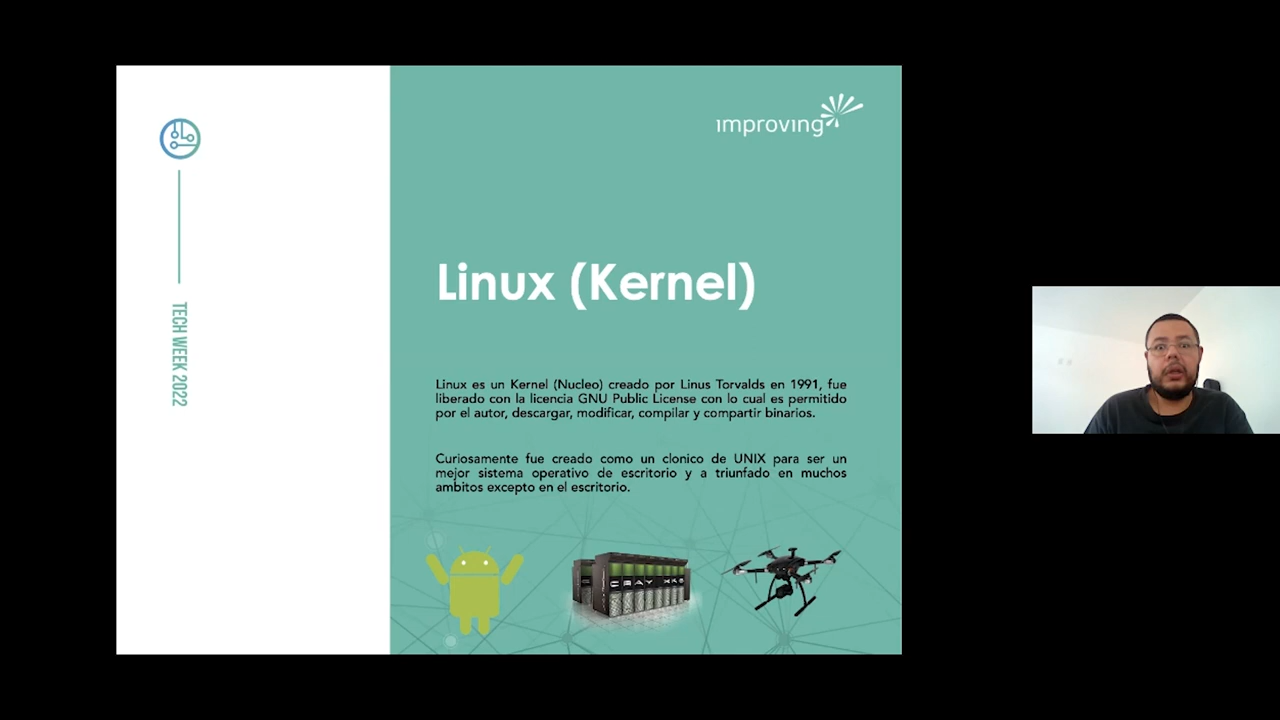 improving
TECH WEEK 2022
Linux (Kernel)
Linux es un Kernel (Nucleo) creado por Linus Torvalds en 1991, fue
liberado con la licencia GNU Public License con lo cual es permitido
por el autor, descargar, modificar, compilar y compartir binarios.
Curiosamente fue creado como un clonico de UNIX para ser un
mejor sistema operativo de escritorio y a triunfado en muchos
ambitos excepto en el escritorio.
CRAY XK6